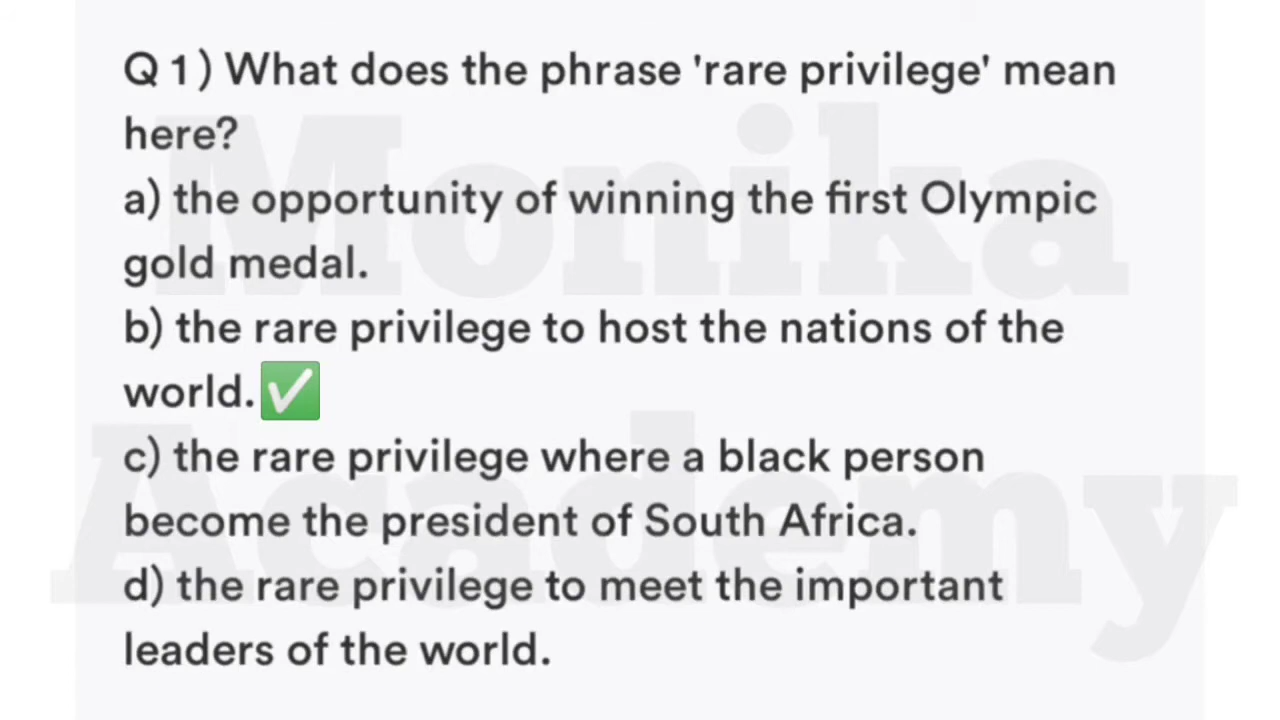 Q 1 ) What does the phrase 'rare privilege' mean
here?
a) the opportunity of winning the first Olympic
gold medal.
b) the rare privilege to host the nations of the
world.✅
c) the rare privilege where a black person
become the president of South Africa.
d) the rare privilege to meet the important
leaders of the world.
Monika
Academy